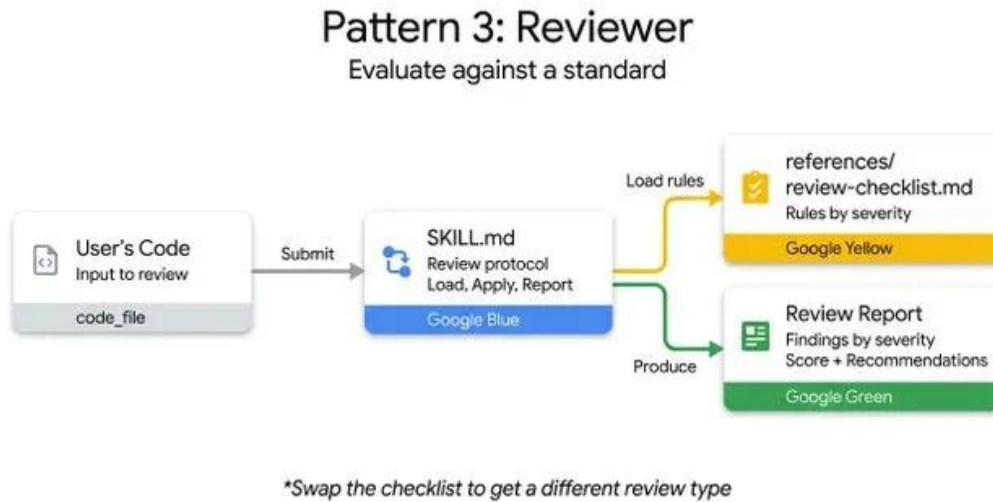 Pattern 3: Reviewer
Evaluate against a standard
User's Code
Input to review
code_file
Submit
SKILL.md
Review protocol
Load, Apply, Report
Google Blue
Load rules
references/
review-checklist.md
Rules by severity
Google Yellow
Produce
Review Report
Findings by severity
Score + Recommendations
Google Green
*Swap the checklist to get a different review type